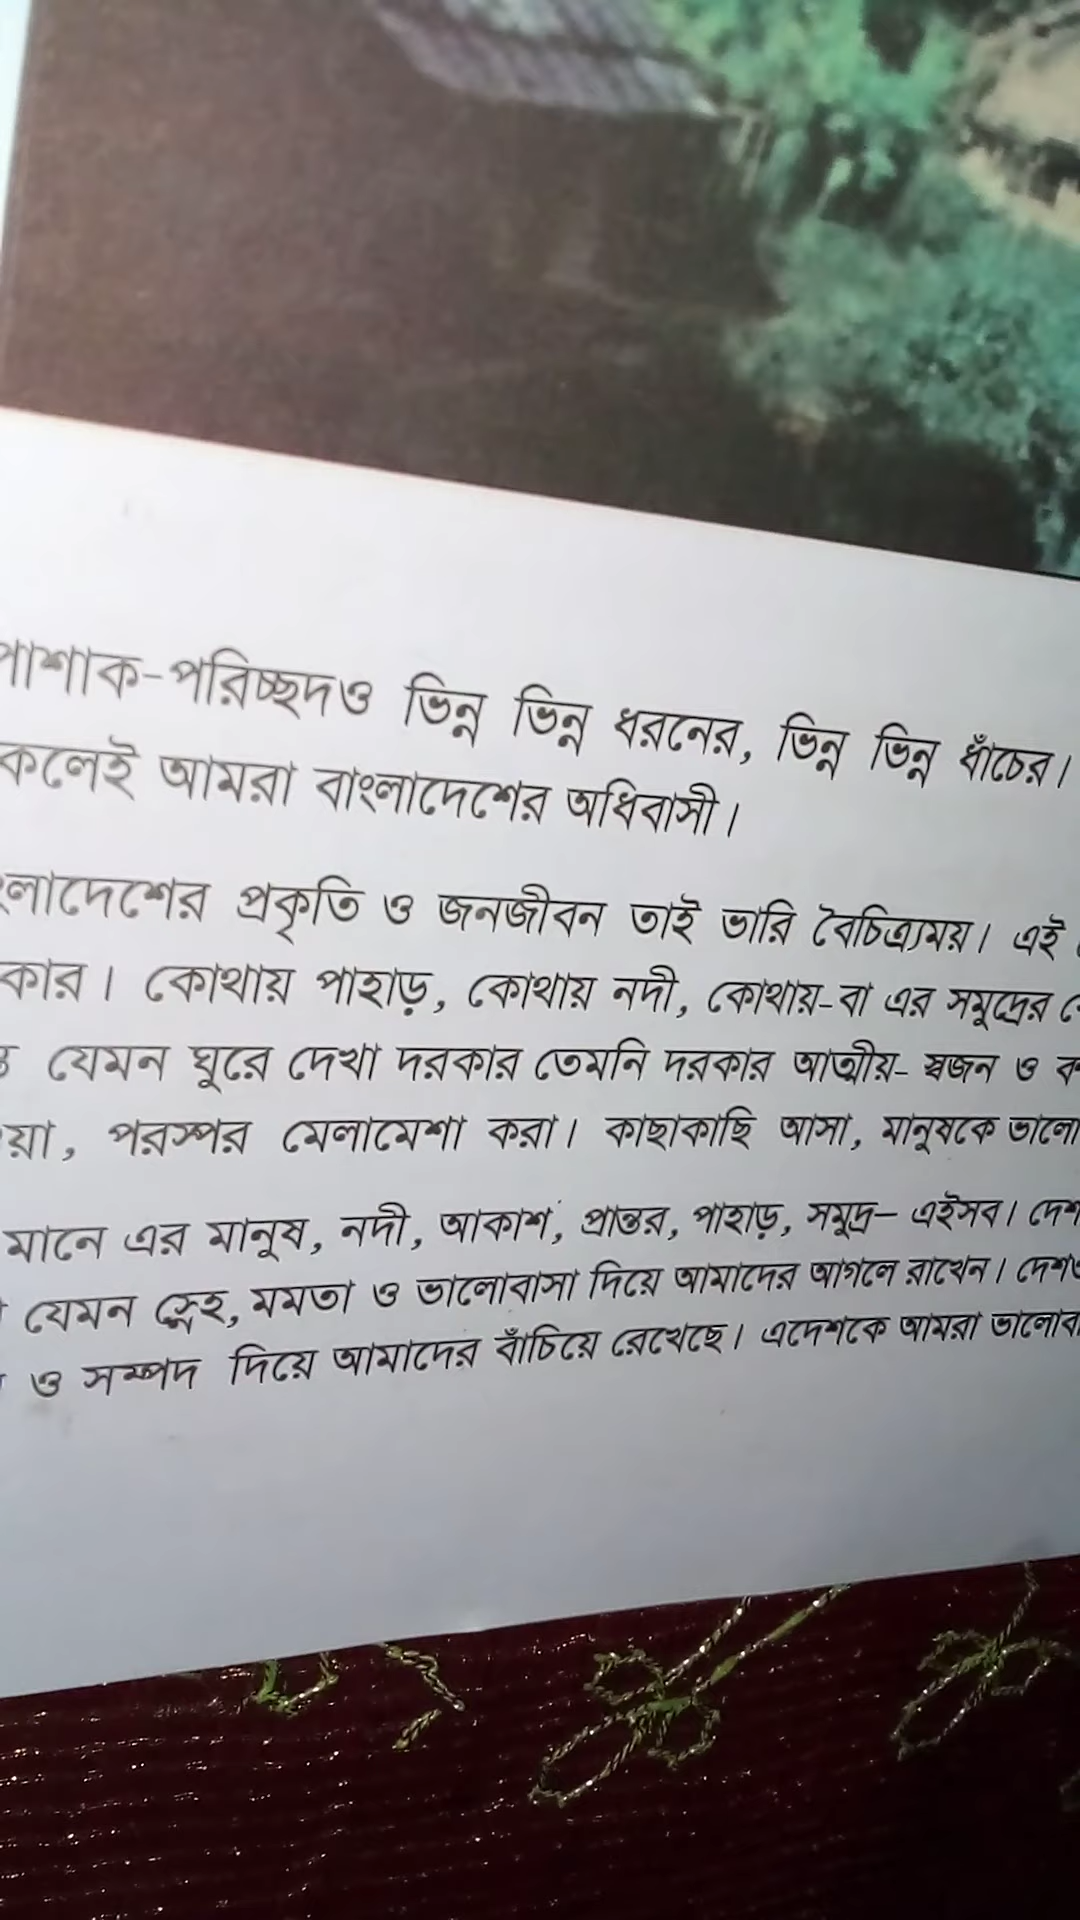 পাশাক-পরিচ্ছদও ভিন্ন ভিন্ন ধরনের, ভিন্ন ভিন্ন ধাঁচের।
কলেই আমরা বাংলাদেশের অধিবাসী।
ংলাদেশের প্রকৃতি ও জনজীবন তাই ভারি বৈচিত্র্যময়। এই
কার। কোথায় পাহাড়, কোথায় নদী, কোথায়-বা এর সমুদ্রের
যেমন ঘুরে দেখা দরকার তেমনি দরকার আত্মীয়- স্বজন ও
য়া, পরস্পর মেলামেশা করা। কাছাকাছি আসা, মানুষকে ভালো
মানে এর মানুষ, নদী, আকাশ, প্রান্তর, পাহাড়, সমুদ্র– এইসব। দেশ
যেমন স্নেহ, মমতা ও ভালোবাসা দিয়ে আমাদের আগলে রাখেন। দেশও
ও সম্পদ দিয়ে আমাদের বাঁচিয়ে রেখেছে। এদেশকে আমরা ভালোবা